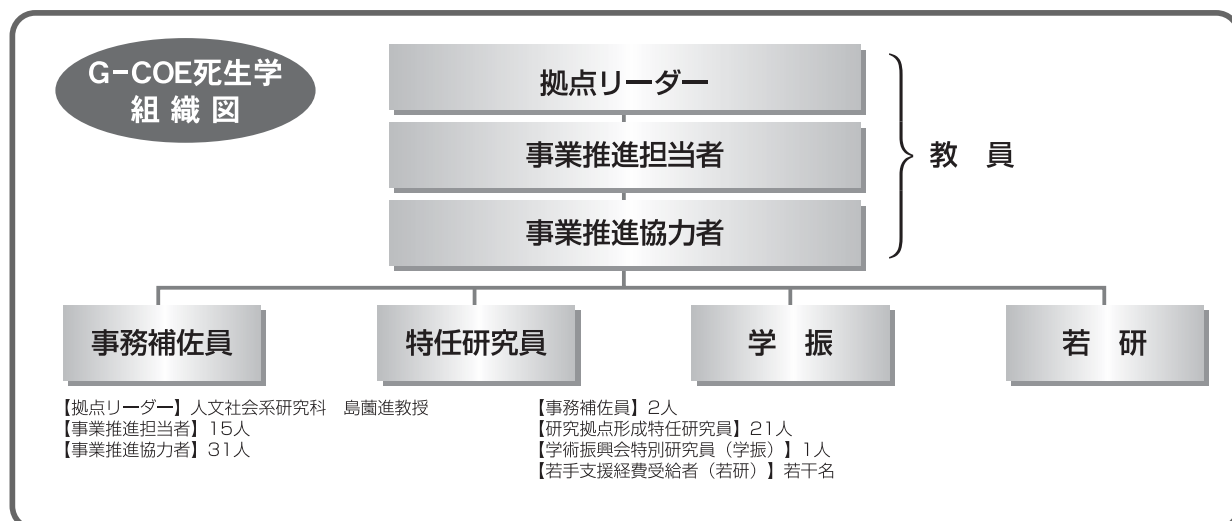 G-COE死生学
組織図
拠点リーダー
事業推進担当者
事業推進協力者
教 員
事務補佐員
特任研究員
学 振
若 研
【拠点リーダー】人文社会系研究科 島薗進教授
【事業推進担当者】15人
【事業推進協力者】31人
【事務補佐員】2人
【研究拠点形成特任研究員】21人
【学術振興会特別研究員（学振）】1人
【若手支援経費受給者（若研）】若干名